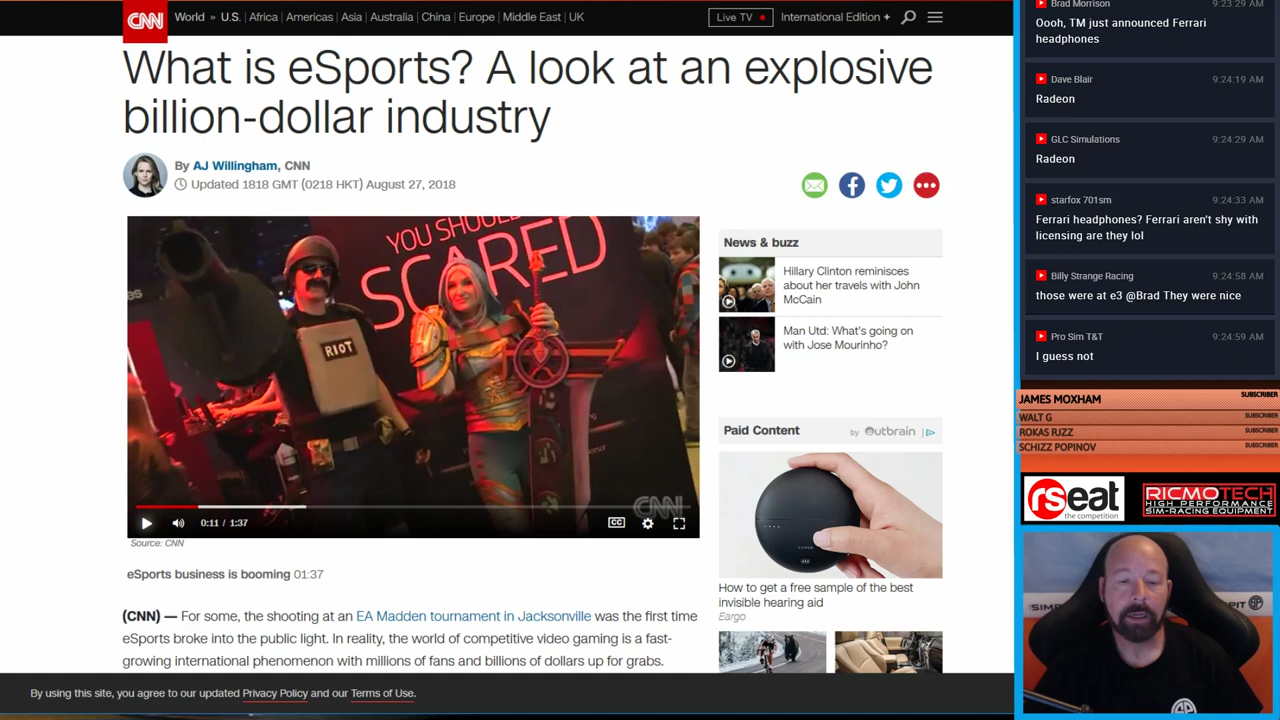 CNN
World » U.S. | Africa | Americas | Asia | Australia | China | Europe | Middle East | UK
Live TV
International Edition +
What is eSports? A look at an explosive
billion-dollar industry
By AJ Willingham, CNN
Updated 1818 GMT (0218 HKT) August 27, 2018
YOU SHOU
SCARED
RIOT
CNN
0:11 / 1:37
CC
Source: CNN
eSports business is booming 01:37
(CNN) — For some, the shooting at an EA Madden tournament in Jacksonville was the first time
eSports broke into the public light. In reality, the world of competitive video gaming is a fast-
growing international phenomenon with millions of fans and billions of dollars up for grabs.
News & buzz
Hillary Clinton reminisces
about her travels with John
McCain
Man Utd: What's going on
with Jose Mourinho?
Paid Content
by Outbrain
How to get a free sample of the best
invisible hearing aid
Eargo
By using this site, you agree to our updated Privacy Policy and our Terms of Use.
Brad Morrison 9:23:29 AM
Oooh, TM just announced Ferrari
headphones
Dave Blair 9:24:19 AM
Radeon
GLC Simulations 9:24:29 AM
Radeon
starfox 701sm 9:24:33 AM
Ferrari headphones? Ferrari aren't shy with
licensing are they lol
Billy Strange Racing 9:24:58 AM
those were at e3 @Brad They were nice
Pro Sim T&T 9:24:59 AM
I guess not
JAMES MOXHAM SUBSCRIBER
WALT G SUBSCRIBER
ROKAS RJZZ SUBSCRIBER
SCHIZZ POPINOV SUBSCRIBER
rseat
the competition
RICMOTECH
HIGH PERFORMANCE
SIM-RACING EQUIPMENT